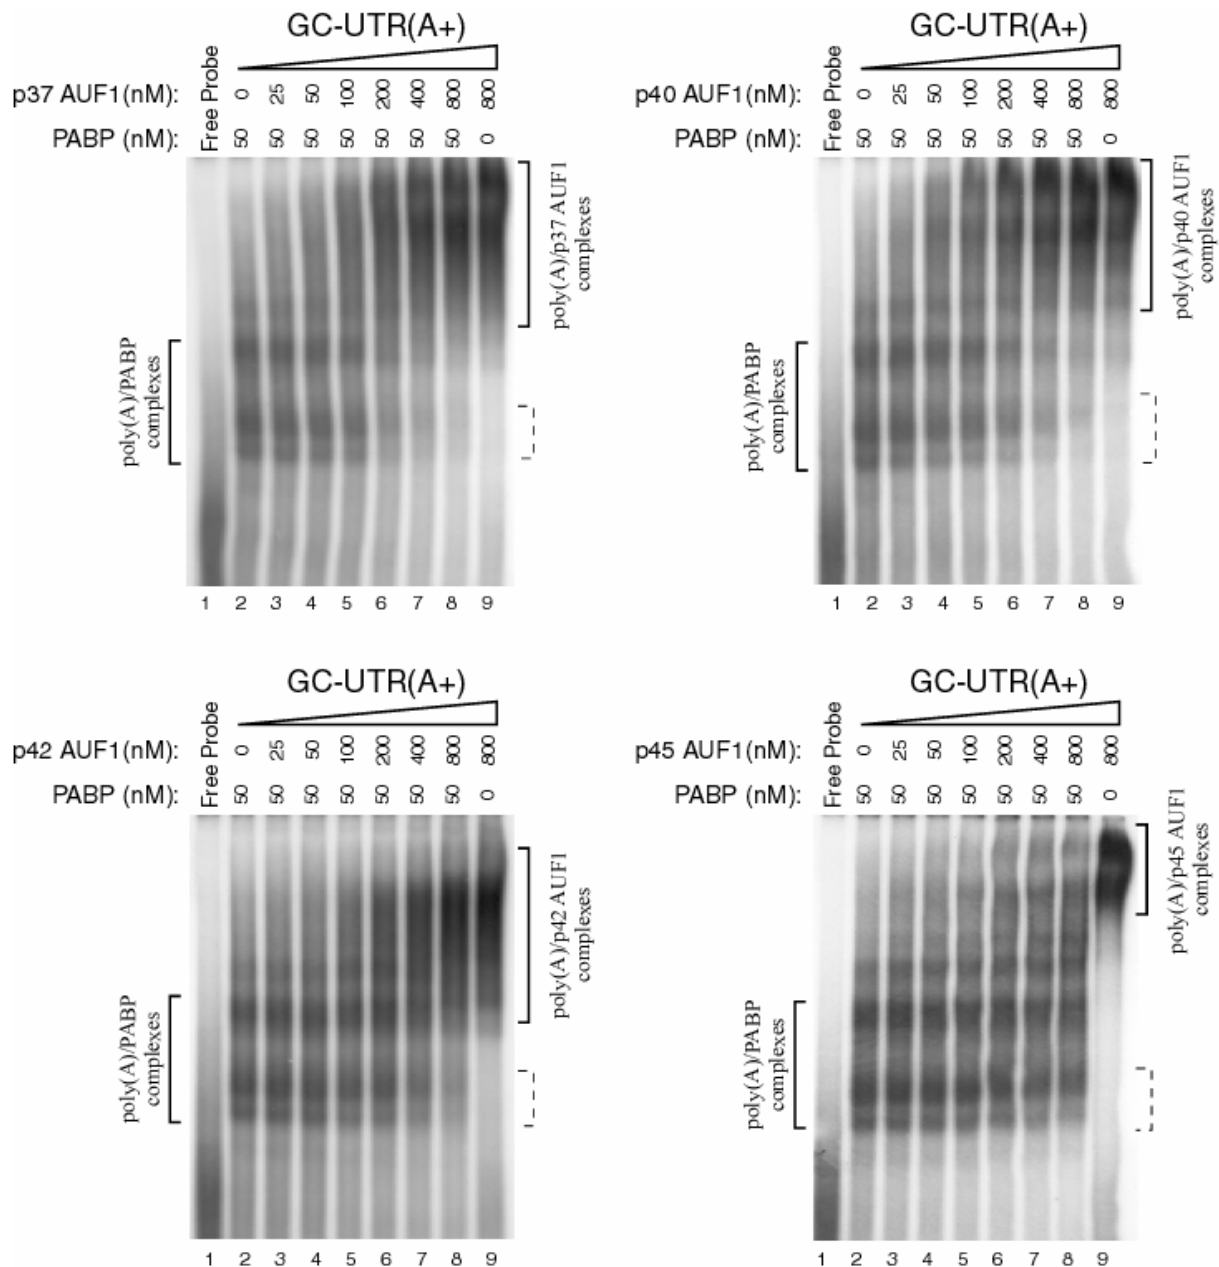 GC-UTR(A+)
Free Probe
p37 AUF1(nM): 0 25 50 100 200 400 800 800
PABP (nM): 50 50 50 50 50 50 50 0
poly(A)/PABP complexes
poly(A)/p37 AUF1 complexes
1 2 3 4 5 6 7 8 9
GC-UTR(A+)
Free Probe
p40 AUF1(nM): 0 25 50 100 200 400 800 800
PABP (nM): 50 50 50 50 50 50 50 0
poly(A)/PABP complexes
poly(A)/p40 AUF1 complexes
1 2 3 4 5 6 7 8 9
GC-UTR(A+)
Free Probe
p42 AUF1(nM): 0 25 50 100 200 400 800 800
PABP (nM): 50 50 50 50 50 50 50 0
poly(A)/PABP complexes
poly(A)/p42 AUF1 complexes
1 2 3 4 5 6 7 8 9
GC-UTR(A+)
Free Probe
p45 AUF1(nM): 0 25 50 100 200 400 800 800
PABP (nM): 50 50 50 50 50 50 50 0
poly(A)/PABP complexes
poly(A)/p45 AUF1 complexes
1 2 3 4 5 6 7 8 9